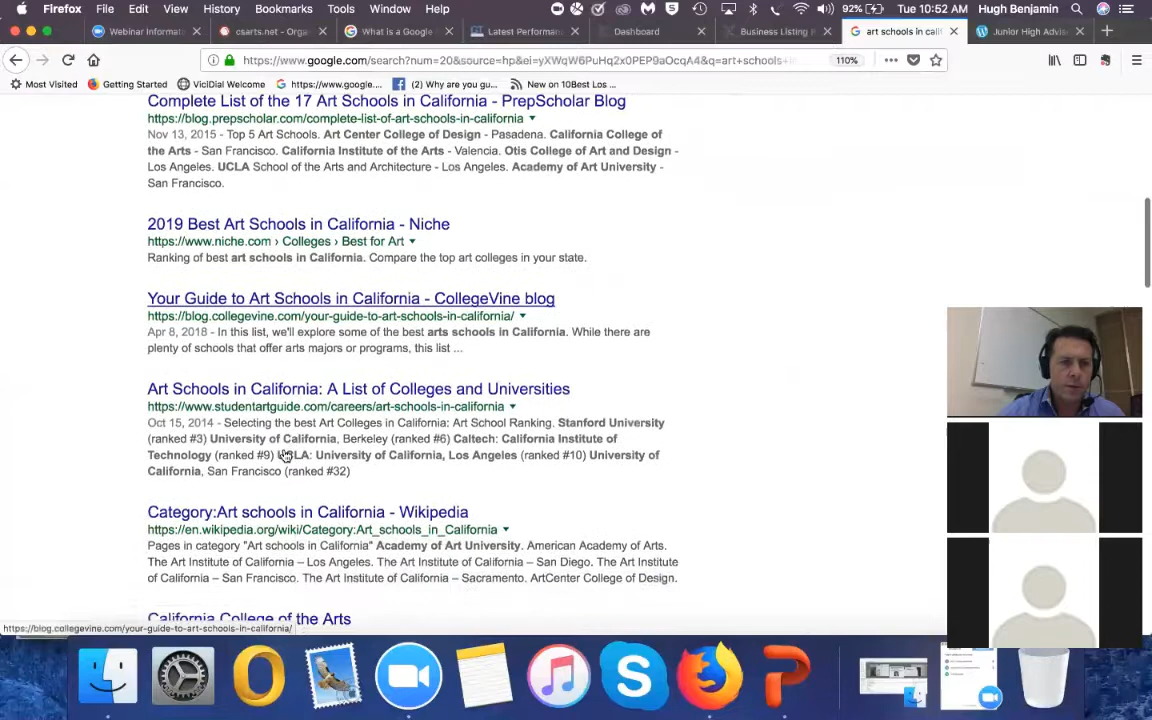 Firefox File Edit View History Bookmarks Tools Window Help 92% Tue 10:52 AM Hugh Benjamin
Webinar Informat csarts.net - Orga What is a Google Latest Performan Dashboard Business Listing art schools in cali Junior High Advis
https://www.google.com/search?num=20&source=hp&ei=yXWqW6PuHq2x0PEP9aOcqA4&q=art+schools+ 110%
Most Visited Getting Started ViciDial Welcome https://www.google.... (2) Why are you gu... New on 10Best Los ...
Complete List of the 17 Art Schools in California - PrepScholar Blog
https://blog.prepscholar.com/complete-list-of-art-schools-in-california
Nov 13, 2015 - Top 5 Art Schools. Art Center College of Design - Pasadena. California College of
the Arts - San Francisco. California Institute of the Arts - Valencia. Otis College of Art and Design -
Los Angeles. UCLA School of the Arts and Architecture - Los Angeles. Academy of Art University -
San Francisco.
2019 Best Art Schools in California - Niche
https://www.niche.com › Colleges › Best for Art
Ranking of best art schools in California. Compare the top art colleges in your state.
Your Guide to Art Schools in California - CollegeVine blog
https://blog.collegevine.com/your-guide-to-art-schools-in-california/
Apr 8, 2018 - In this list, we'll explore some of the best arts schools in California. While there are
plenty of schools that offer arts majors or programs, this list ...
Art Schools in California: A List of Colleges and Universities
https://www.studentartguide.com/careers/art-schools-in-california
Oct 15, 2014 - Selecting the best Art Colleges in California: Art School Ranking. Stanford University
(ranked #3) University of California, Berkeley (ranked #6) Caltech: California Institute of
Technology (ranked #9) UCLA: University of California, Los Angeles (ranked #10) University of
California, San Francisco (ranked #32)
Category:Art schools in California - Wikipedia
https://en.wikipedia.org/wiki/Category:Art_schools_in_California
Pages in category "Art schools in California" Academy of Art University. American Academy of Arts.
The Art Institute of California – Los Angeles. The Art Institute of California – San Diego. The Art Institute
of California – San Francisco. The Art Institute of California – Sacramento. ArtCenter College of Design.
California College of the Arts
https://blog.collegevine.com/your-guide-to-art-schools-in-california/